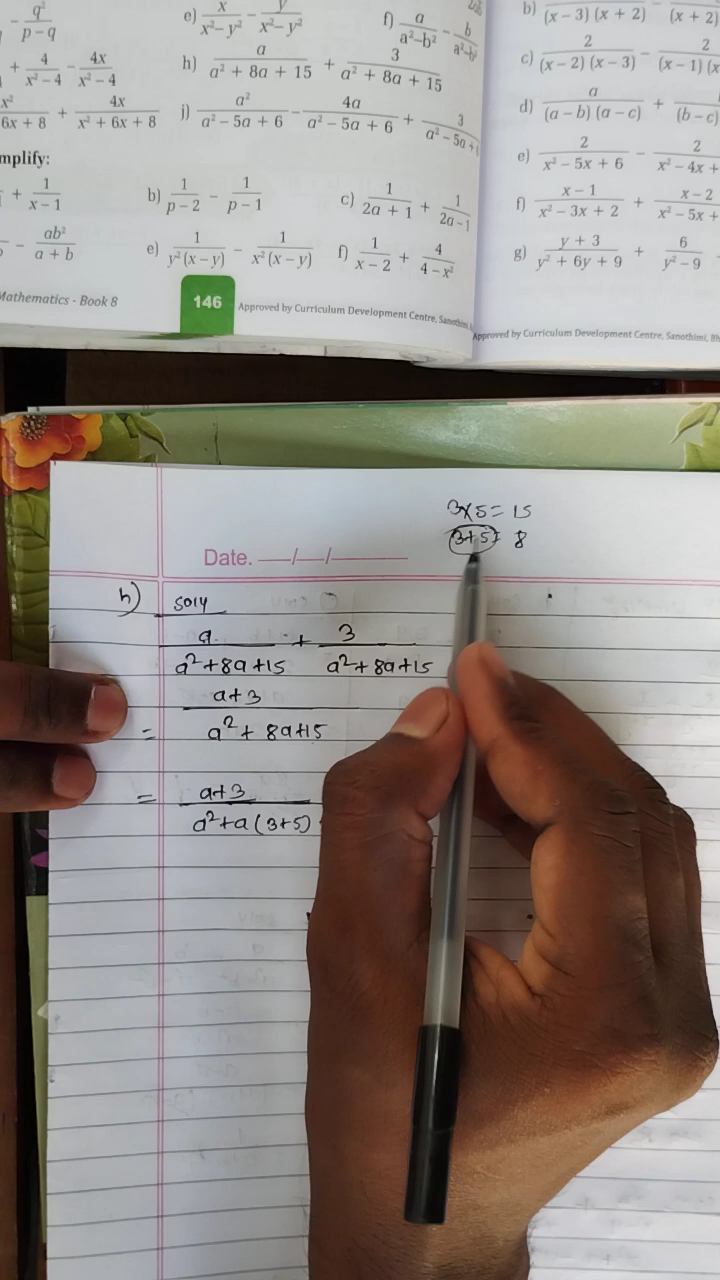 q² / p – q
e) x / x² – y² – y / x² – y²
f) a / a² – b² – b / a² – b²
+ 4 / x² – 4 – 4x / x² – 4
h) a / a² + 8a + 15 + 3 / a² + 8a + 15
x² / 6x + 8 + 4x / x² + 6x + 8
j) a² / a² – 5a + 6 – 4a / a² – 5a + 6 + 3 / a² – 5a +
mplify:
+ 1 / x – 1
b) 1 / p – 2 – 1 / p – 1
c) 1 / 2a + 1 + 1 / 2a – 1
– ab² / a + b
e) 1 / y² (x – y) – 1 / x² (x – y)
f) 1 / x – 2 + 4 / 4 – x²
Mathematics - Book 8
146
Approved by Curriculum Development Centre, Sanothimi,
b) (x – 3) (x + 2) – (x + 2)
c) 2 / (x – 2) (x – 3) – 2 / (x – 1) (x
d) a / (a – b) (a – c) + (b – c)
e) 2 / x² – 5x + 6 – 2 / x² – 4x +
f) x – 1 / x² – 3x + 2 + x – 2 / x² – 5x +
g) y + 3 / y² + 6y + 9 + 6 / y² – 9 –
Approved by Curriculum Development Centre, Sanothimi, Bh
3×5 = 15
3+5 = 8
Date. —/—/———
h) soln
a / a²+8a+15 + 3 / a²+8a+15
= a+3 / a²+8a+15
= a+3 / a²+a(3+5)